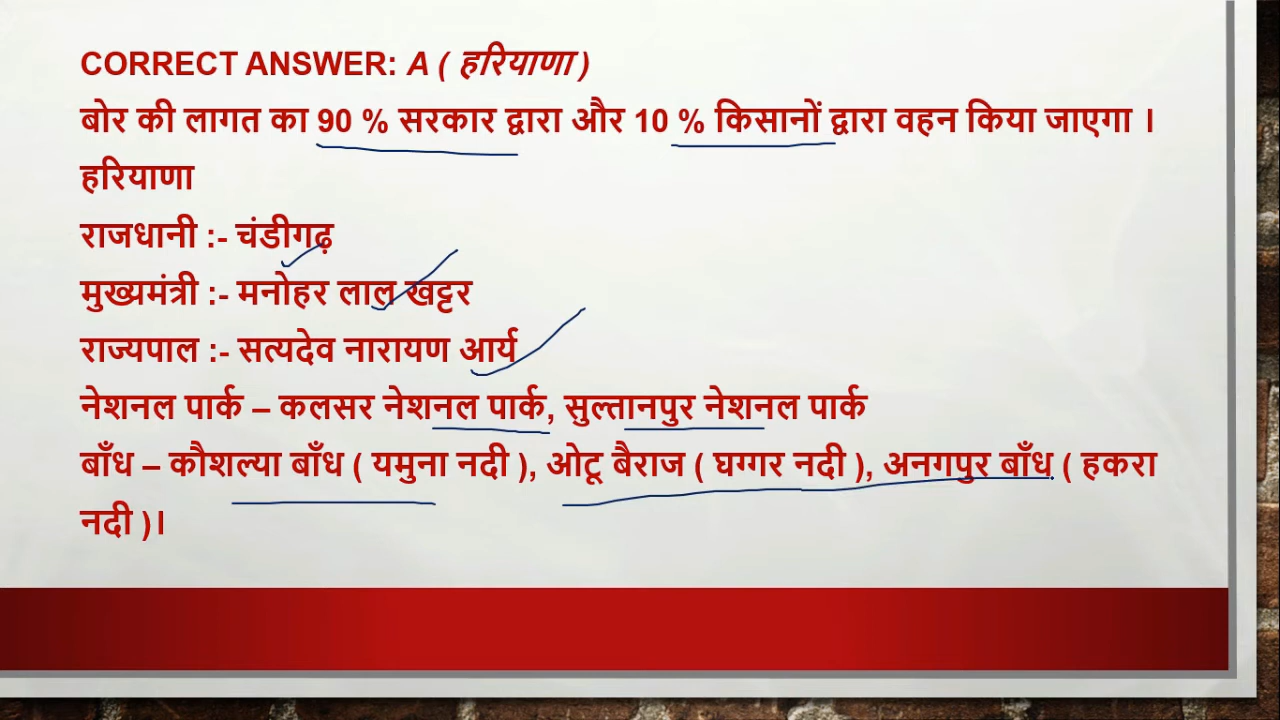 CORRECT ANSWER: A ( हरियाणा )
बोर की लागत का 90 % सरकार द्वारा और 10 % किसानों द्वारा वहन किया जाएगा ।
हरियाणा
राजधानी :- चंडीगढ़
मुख्यमंत्री :- मनोहर लाल खट्टर
राज्यपाल :- सत्यदेव नारायण आर्य
नेशनल पार्क – कलसर नेशनल पार्क, सुल्तानपुर नेशनल पार्क
बाँध – कौशल्या बाँध ( यमुना नदी ), ओटू बैराज ( घग्गर नदी ), अनगपुर बाँध ( हकरा
नदी )।